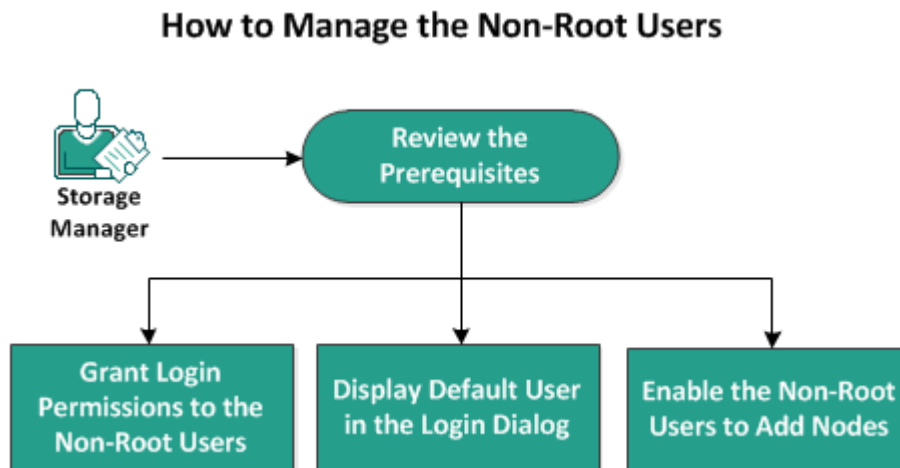 How to Manage the Non-Root Users
Storage
Manager
Review the
Prerequisites
Grant Login
Permissions to the
Non-Root Users
Display Default User
in the Login Dialog
Enable the Non-Root
Users to Add Nodes